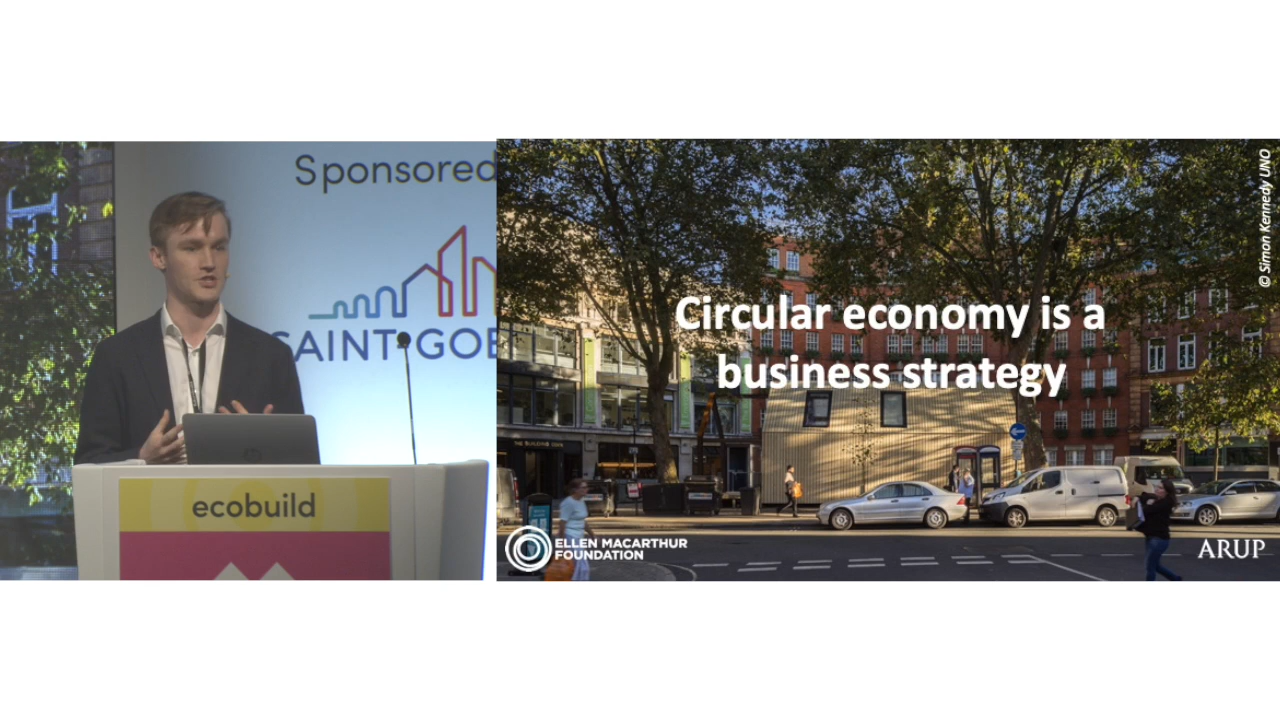 Sponsored
SAINT-GOB
ecobuild
Circular economy is a
business strategy
© Simon Kennedy UNO
ELLEN MACARTHUR
FOUNDATION
ARUP